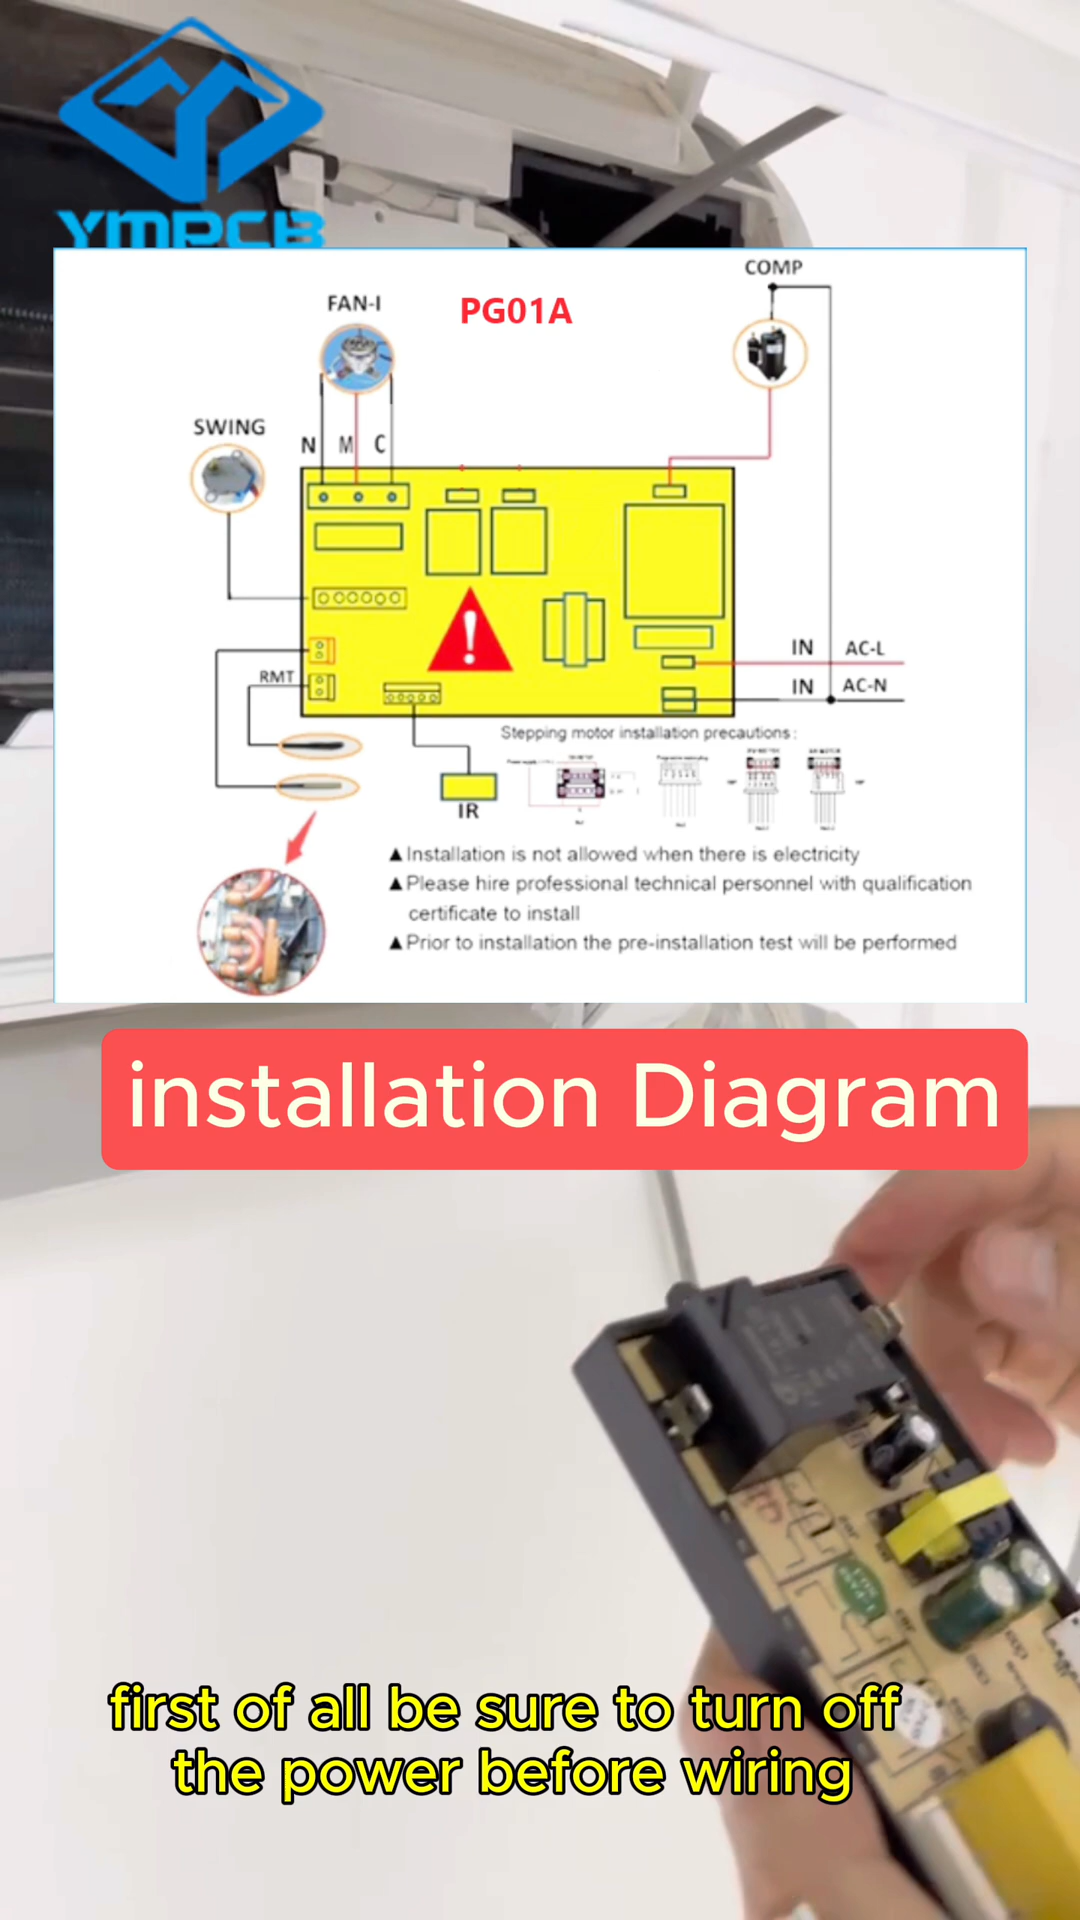 YMPCB
COMP
FAN-I
PG01A
SWING
N M C
IN AC-L
RMT
IN AC-N
Stepping motor installation precautions:
IR
▲Installation is not allowed when there is electricity
▲Please hire professional technical personnel with qualification
certificate to install
▲Prior to installation the pre-installation test will be performed
installation Diagram
first of all be sure to turn off
the power before wiring